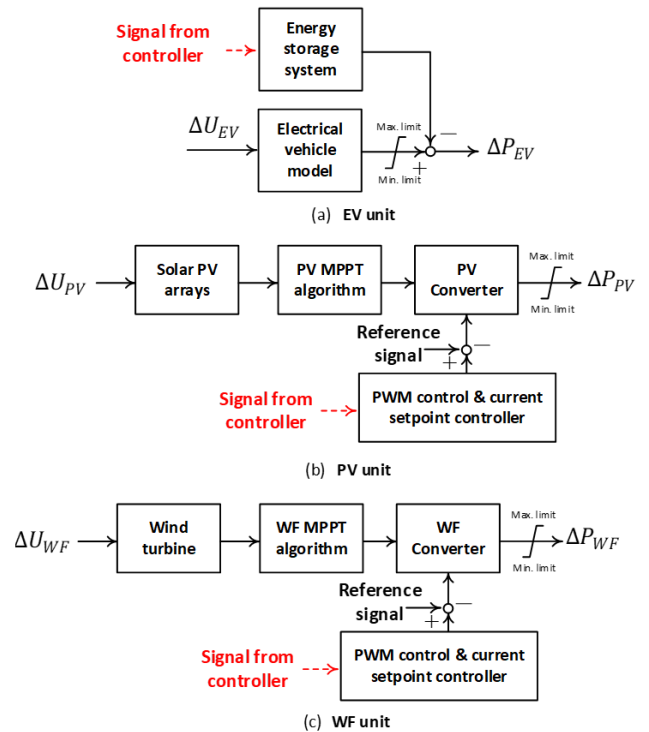 Signal from
controller
Energy
storage
system
ΔU_EV
Electrical
vehicle
model
Max. limit
Min. limit
−
+
ΔP_EV
(a) EV unit
ΔU_PV
Solar PV
arrays
PV MPPT
algorithm
PV
Converter
Max. limit
Min. limit
ΔP_PV
Reference
signal
−
+
Signal from
controller
PWM control & current
setpoint controller
(b) PV unit
ΔU_WF
Wind
turbine
WF MPPT
algorithm
WF
Converter
Max. limit
Min. limit
ΔP_WF
Reference
signal
−
+
Signal from
controller
PWM control & current
setpoint controller
(c) WF unit